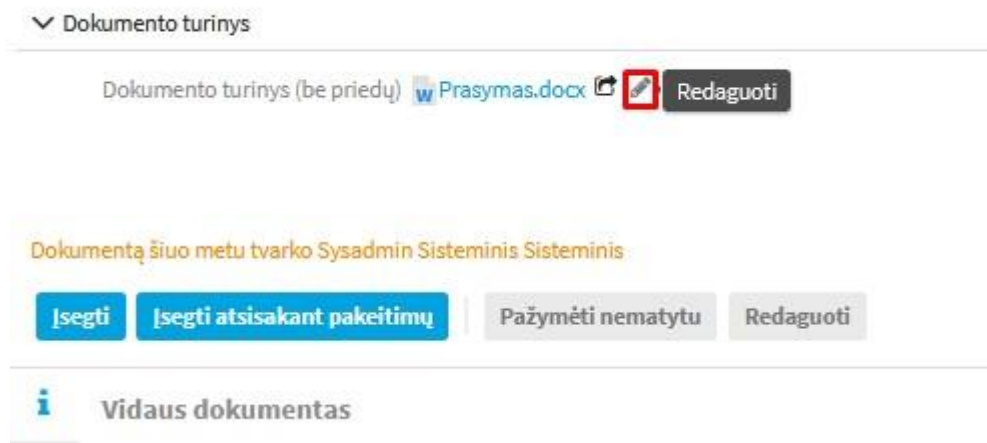 Dokumento turinys
Dokumento turinys (be priedų) Prasymas.docx Redaguoti
Dokumentą šiuo metu tvarko Sysadmin Sisteminis Sisteminis
Įsegti Įsegti atsisakant pakeitimų Pažymėti nematytu Redaguoti
Vidaus dokumentas